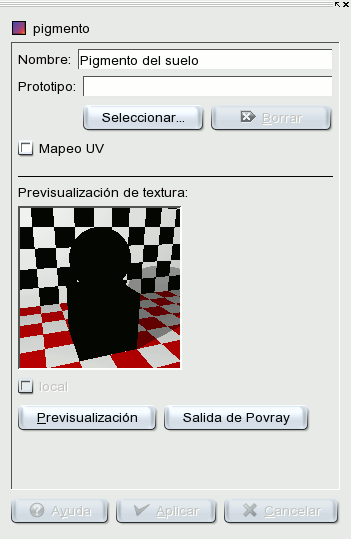 pigmento
Nombre: Pigmento del suelo
Prototipo:
Seleccionar... Borrar
Mapeo UV
Previsualización de textura:
local
Previsualización Salida de Povray
Ayuda Aplicar Cancelar